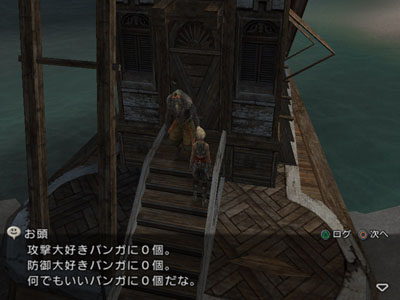 お頭
ログ 次へ
攻撃大好きバンガに０個。
防御大好きバンガに０個。
何でもいいバンガに０個だな。